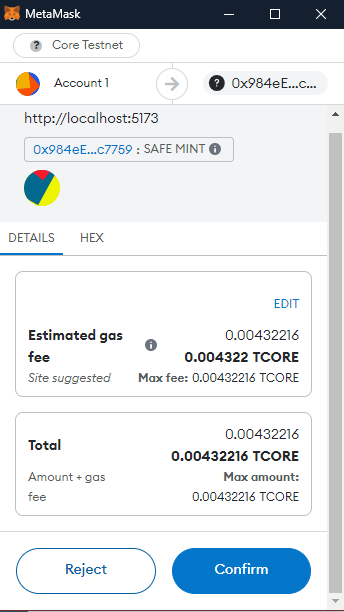 MetaMask
Core Testnet
Account 1
0x984eE...c...
http://localhost:5173
0x984eE...c7759 : SAFE MINT
DETAILS HEX
EDIT
Estimated gas fee
0.00432216
0.004322 TCORE
Site suggested
Max fee: 0.00432216 TCORE
Total
0.00432216
0.00432216 TCORE
Amount + gas fee
Max amount:
0.00432216 TCORE
Reject
Confirm